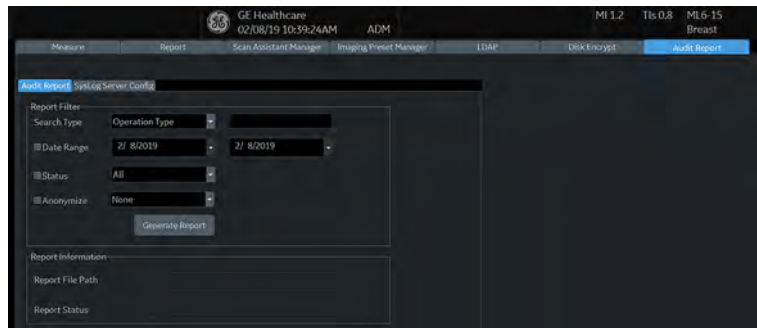 GE Healthcare MI 1.2 TIs 0.8 ML6-15
02/08/19 10:39:24AM ADM Breast
Measure Report Scan Assistant Manager Imaging Preset Manager LDAP Disk Encrypt Audit Report
Audit Report SysLog Server Config
Report Filter
Search Type Operation Type
Date Range 2/ 8/2019 2/ 8/2019
Status All
Anonymize None
Generate Report
Report Information
Report File Path
Report Status